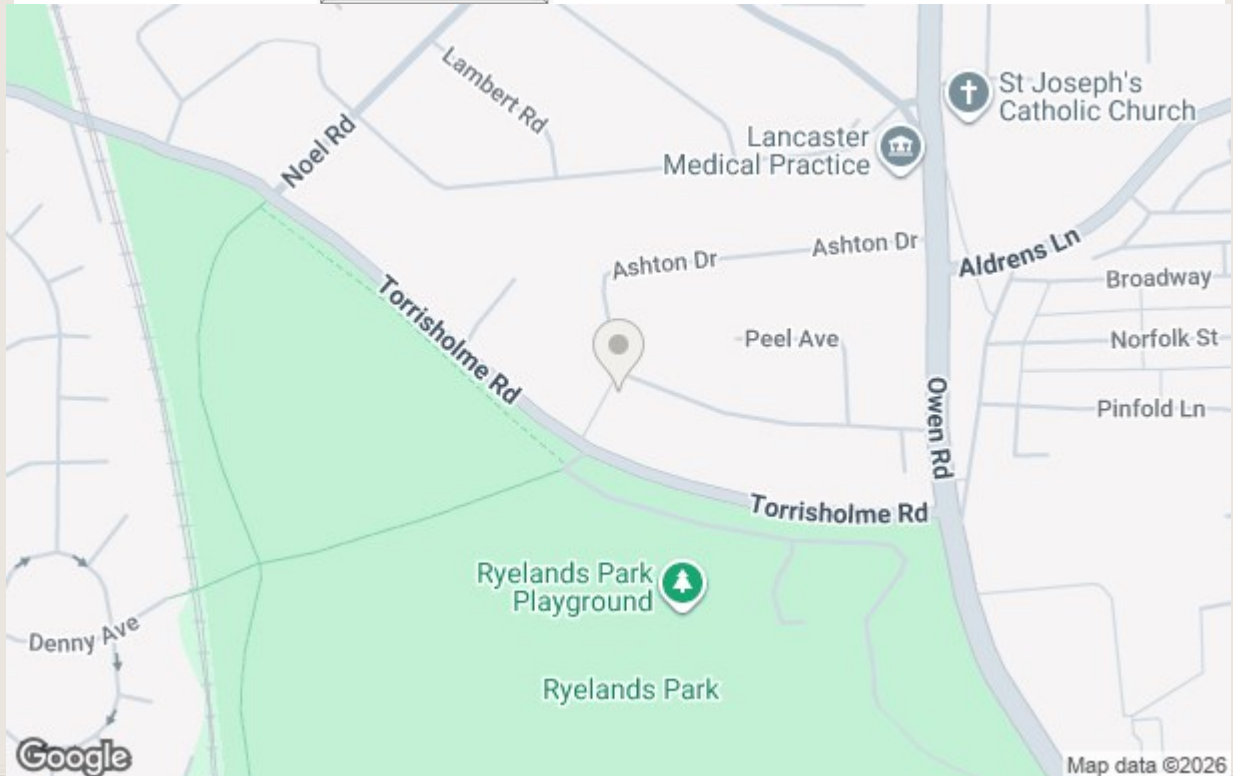 Lambert Rd
Noel Rd
St Joseph's
Catholic Church
Lancaster
Medical Practice
Ashton Dr
Ashton Dr
Aldrens Ln
Broadway
Torrisholme Rd
Peel Ave
Norfolk St
Owen Rd
Pinfold Ln
Torrisholme Rd
Ryelands Park
Playground
Denny Ave
Ryelands Park
Google
Map data ©2026